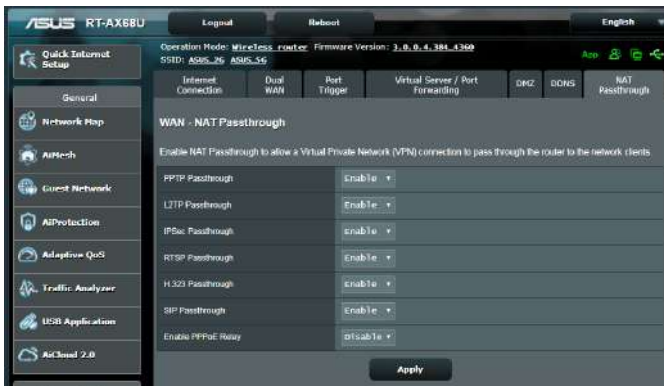 ASUS RT-AX68U
Logout
Reboot
English
Quick Internet
Setup
Operation Mode: Wireless router Firmware Version: 3.0.0.4.384_4360
SSID: ASUS_26 ASUS_56
App
General
Internet
Connection
Dual
WAN
Port
Trigger
Virtual Server / Port
Forwarding
DMZ
DDNS
NAT
Passthrough
Network Map
AiMesh
Guest Network
AiProtection
Adaptive QoS
Traffic Analyzer
USB Application
AiCloud 2.0
WAN - NAT Passthrough
Enable NAT Passthrough to allow a Virtual Private Network (VPN) connection to pass through the router to the network clients
PPTP Passthrough Enable
L2TP Passthrough Enable
IPSec Passthrough Enable
RTSP Passthrough Enable
H.323 Passthrough Enable
SIP Passthrough Enable
Enable PPPoE Relay Disable
Apply